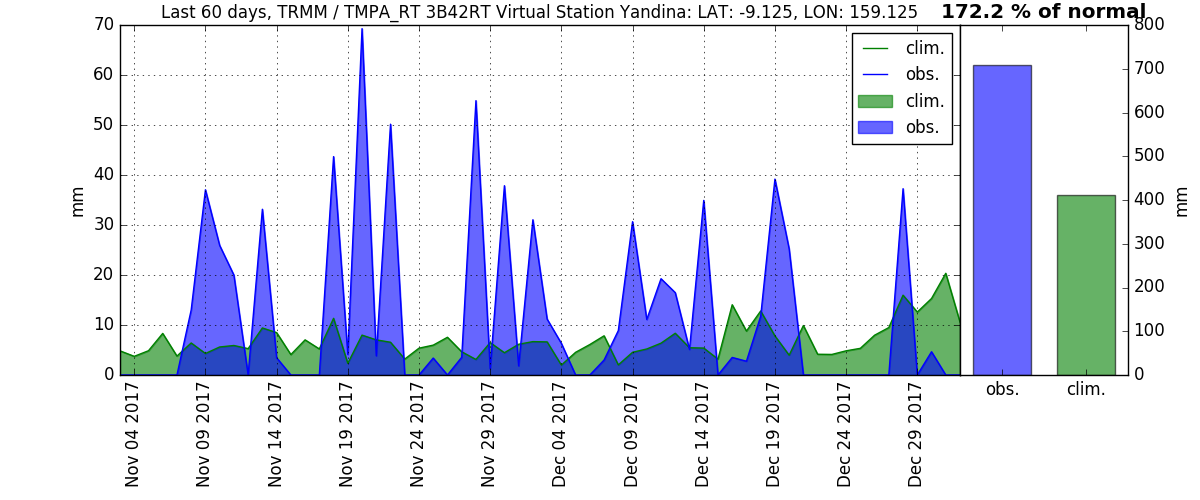 Last 60 days, TRMM / TMPA_RT 3B42RT Virtual Station Yandina: LAT: -9.125, LON: 159.125
172.2 % of normal
70
60
50
40
30
20
10
0
mm
clim.
obs.
clim.
obs.
800
700
600
500
400
300
200
100
0
mm
obs.
clim.
Nov 04 2017
Nov 09 2017
Nov 14 2017
Nov 19 2017
Nov 24 2017
Nov 29 2017
Dec 04 2017
Dec 09 2017
Dec 14 2017
Dec 19 2017
Dec 24 2017
Dec 29 2017